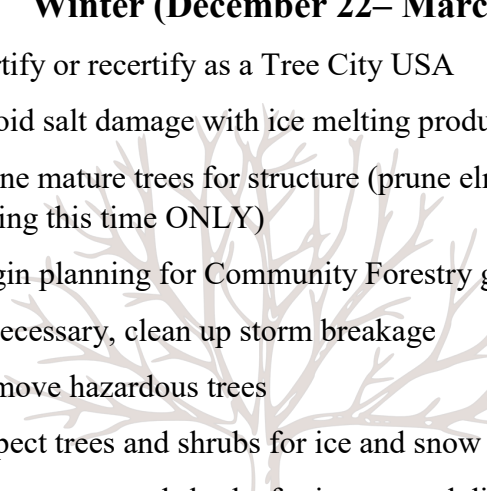 Winter (December 22– Marc
rtify or recertify as a Tree City USA
oid salt damage with ice melting produ
ne mature trees for structure (prune eln
ing this time ONLY)
gin planning for Community Forestry g
ecessary, clean up storm breakage
move hazardous trees
pect trees and shrubs for ice and snow